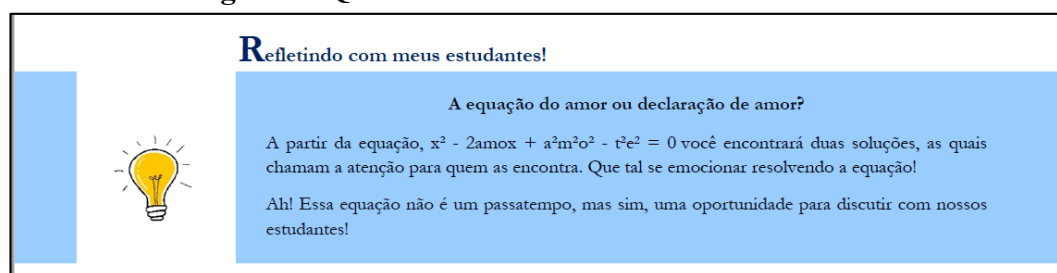 Refletindo com meus estudantes!
A equação do amor ou declaração de amor?
A partir da equação, x² - 2amox + a²m²o² - t²e² = 0 você encontrará duas soluções, as quais
chamam a atenção para quem as encontra. Que tal se emocionar resolvendo a equação!
Ah! Essa equação não é um passatempo, mas sim, uma oportunidade para discutir com nossos
estudantes!